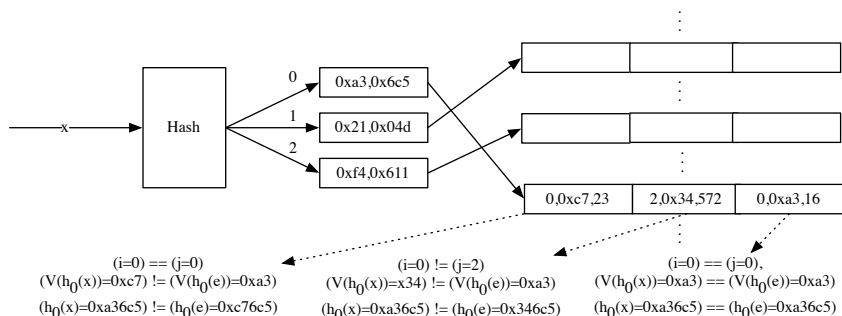 x
Hash
0
0xa3,0x6c5
1
0x21,0x04d
2
0xf4,0x611
0,0xc7,23
2,0x34,572
0,0xa3,16
(i=0) == (j=0)
(V(h0(x))=0xc7) != (V(h0(e))=0xa3)
(h0(x)=0xa36c5) != (h0(e)=0xc76c5)
(i=0) != (j=2)
(V(h0(x))=x34) != (V(h0(e))=0xa3)
(h0(x)=0xa36c5) != (h0(e)=0x346c5)
(i=0) == (j=0),
(V(h0(x))=0xa3) == (V(h0(e))=0xa3)
(h0(x)=0xa36c5) == (h0(e)=0xa36c5)